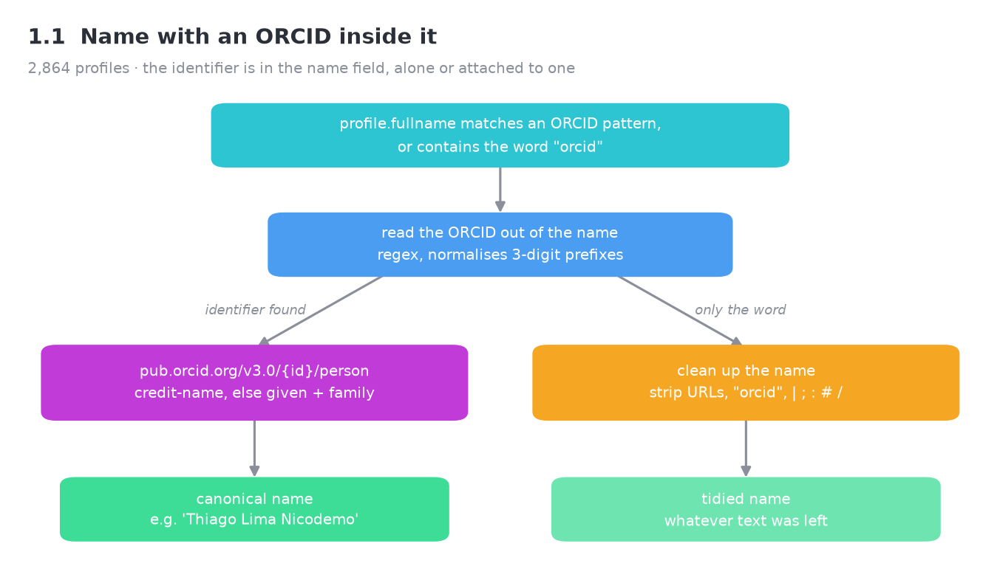 1.1 Name with an ORCID inside it
2,864 profiles · the identifier is in the name field, alone or attached to one
profile.fullname matches an ORCID pattern,
or contains the word "orcid"
read the ORCID out of the name
regex, normalises 3-digit prefixes
identifier found
only the word
pub.orcid.org/v3.0/{id}/person
credit-name, else given + family
clean up the name
strip URLs, "orcid", | ; : # /
canonical name
e.g. 'Thiago Lima Nicodemo'
tidied name
whatever text was left